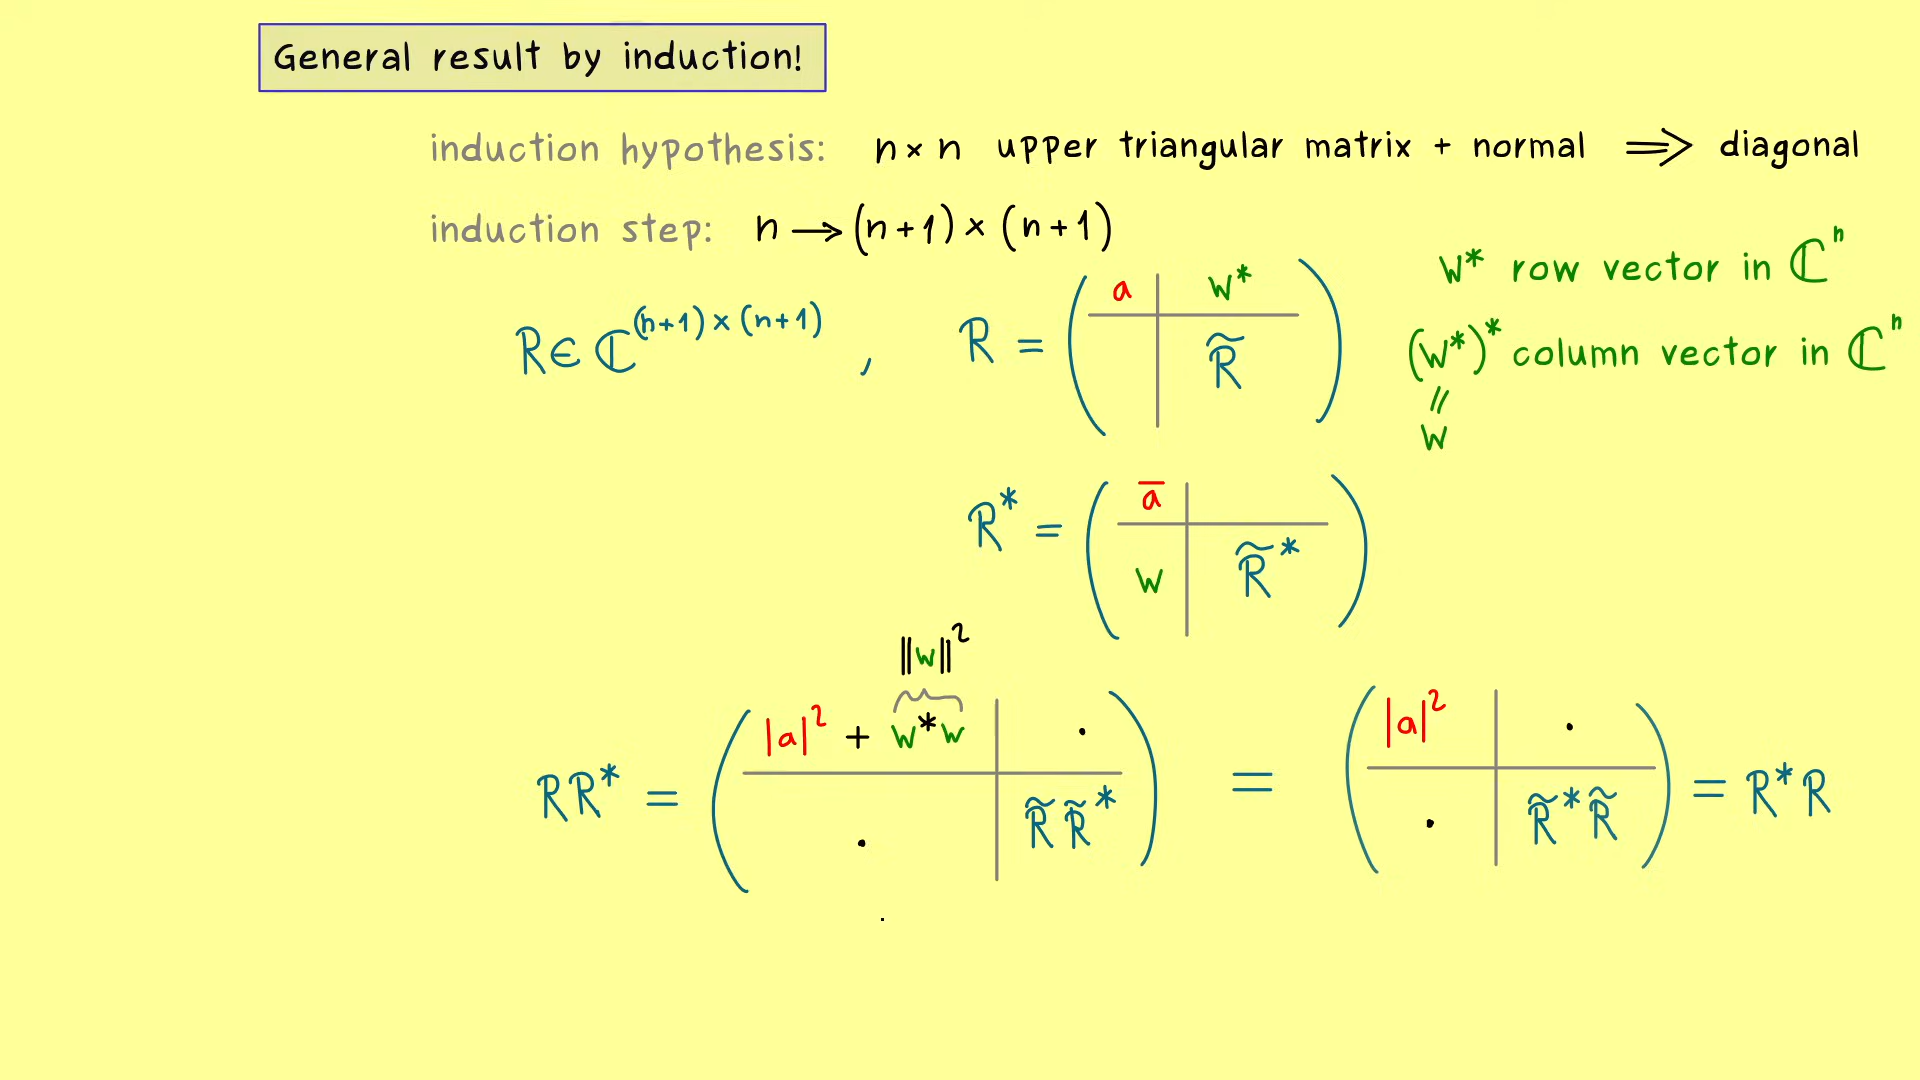 General result by induction!
induction hypothesis: n × n upper triangular matrix + normal ⟹ diagonal
induction step: n ⟶ (n+1) × (n+1)
w* row vector in ℂⁿ
R ∈ ℂ^{(n+1) × (n+1)} , R = ( a | w* )
( | R̃ )
(w*)* column vector in ℂⁿ
=
w
R* = ( a̅ | )
( w | R̃* )
‖w‖²
RR* = ( |a|² + w*w | · ) = ( |a|² | · ) = R*R
( · | R̃R̃* ) ( · | R̃*R̃ )